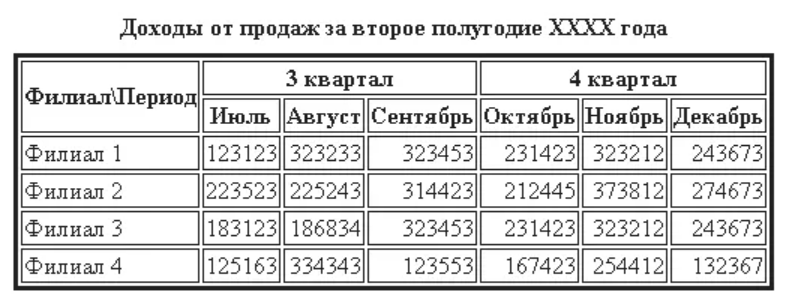 Доходы от продаж за второе полугодие XXXX года
Филиал\Период 3 квартал 4 квартал
Июль Август Сентябрь Октябрь Ноябрь Декабрь
Филиал 1 123123 323233 323453 231423 323212 243673
Филиал 2 223523 225243 314423 212445 373812 274673
Филиал 3 183123 186834 323453 231423 323212 243673
Филиал 4 125163 334343 123553 167423 254412 132367